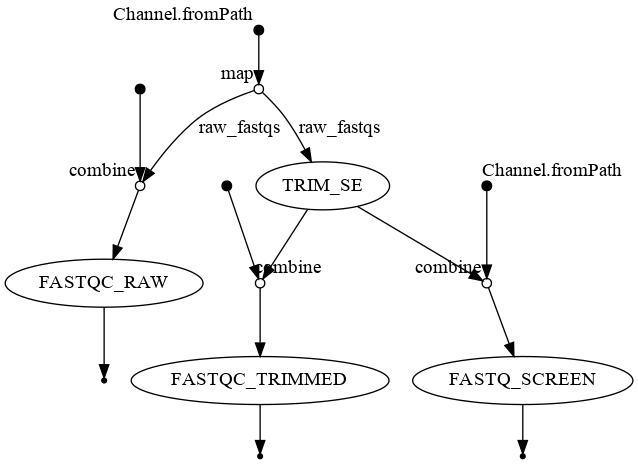 Channel.fromPath
map
raw_fastqs
raw_fastqs
combine
TRIM_SE
Channel.fromPath
combine
combine
FASTQC_RAW
FASTQC_TRIMMED
FASTQ_SCREEN